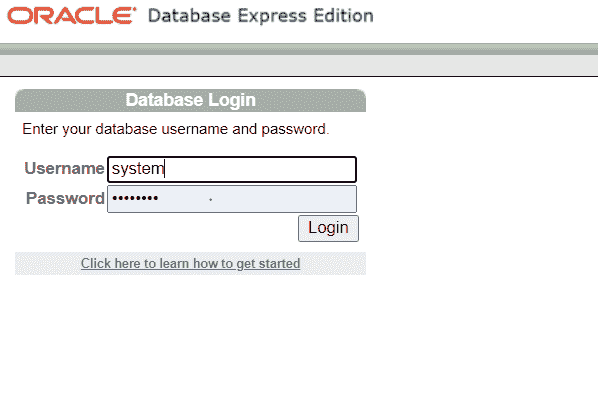 ORACLE Database Express Edition
Database Login
Enter your database username and password.
Username system
Password ••••••••
Login
Click here to learn how to get started